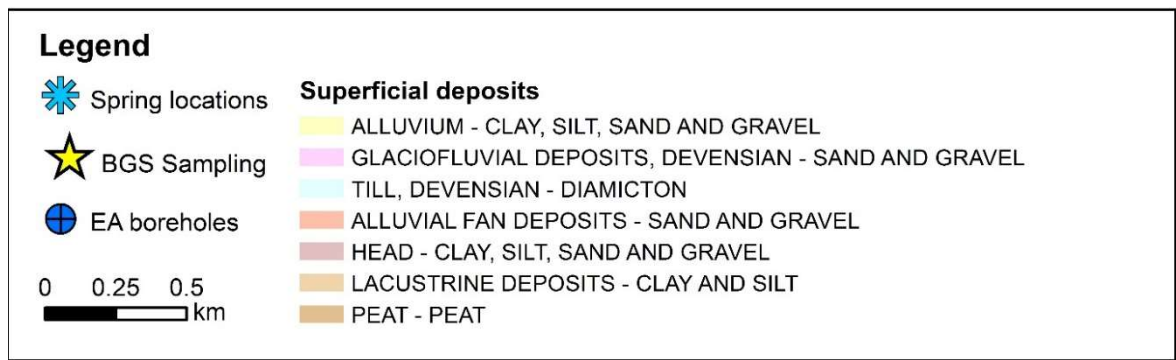 Legend
Spring locations
BGS Sampling
EA boreholes
0 0.25 0.5
km
Superficial deposits
ALLUVIUM - CLAY, SILT, SAND AND GRAVEL
GLACIOFLUVIAL DEPOSITS, DEVENSIAN - SAND AND GRAVEL
TILL, DEVENSIAN - DIAMICTON
ALLUVIAL FAN DEPOSITS - SAND AND GRAVEL
HEAD - CLAY, SILT, SAND AND GRAVEL
LACUSTRINE DEPOSITS - CLAY AND SILT
PEAT - PEAT